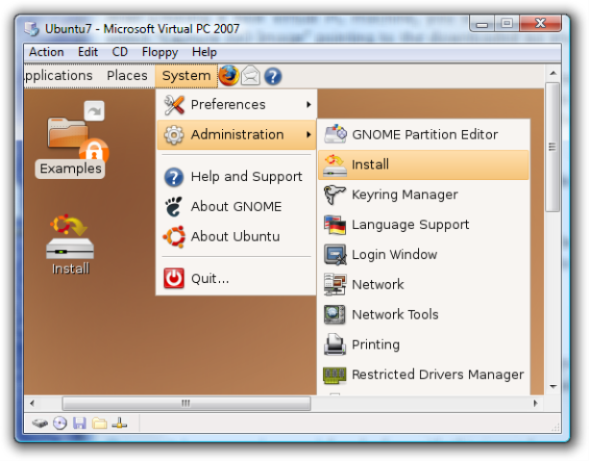 Ubuntu7 - Microsoft Virtual PC 2007
Action Edit CD Floppy Help
pplications Places System
Preferences
Administration
Help and Support
About GNOME
About Ubuntu
Quit...
GNOME Partition Editor
Install
Keyring Manager
Language Support
Login Window
Network
Network Tools
Printing
Restricted Drivers Manager
Examples
Install